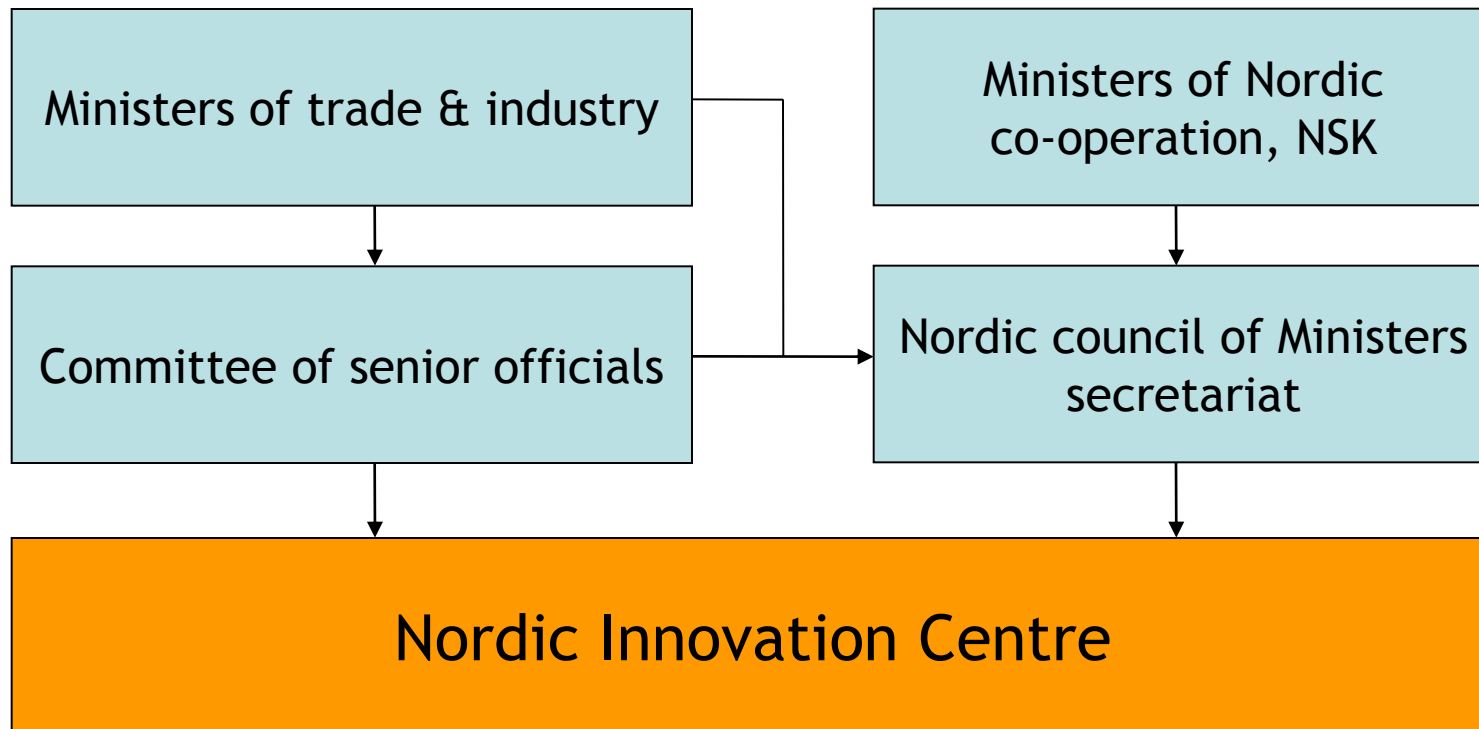 Ministers of trade & industry
Ministers of Nordic
co-operation, NSK
Committee of senior officials
Nordic council of Ministers
secretariat
Nordic Innovation Centre